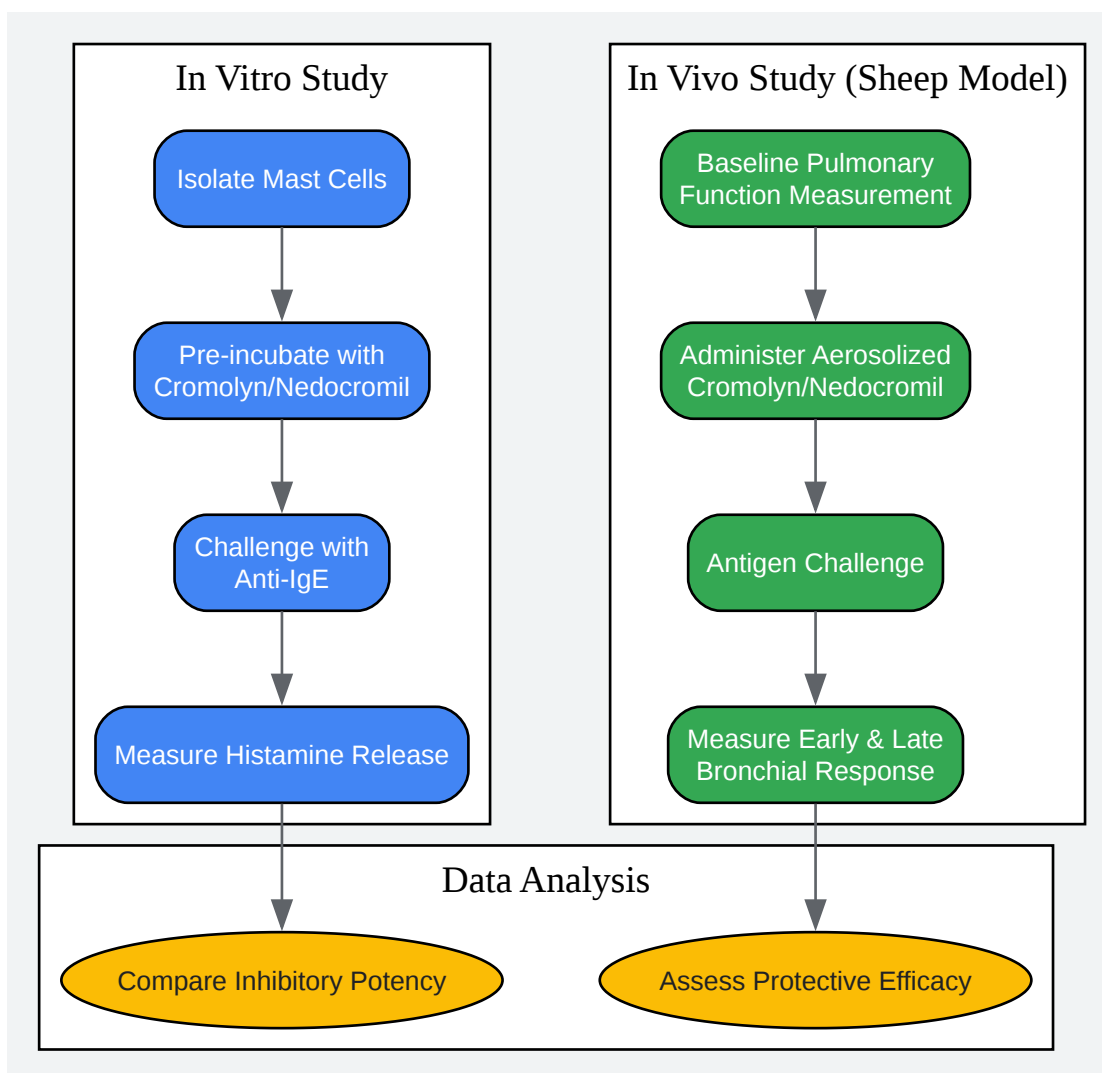 In Vitro Study
Isolate Mast Cells
Pre-incubate with
Cromolyn/Nedocromil
Challenge with
Anti-IgE
Measure Histamine Release
In Vivo Study (Sheep Model)
Baseline Pulmonary
Function Measurement
Administer Aerosolized
Cromolyn/Nedocromil
Antigen Challenge
Measure Early & Late
Bronchial Response
Data Analysis
Compare Inhibitory Potency
Assess Protective Efficacy